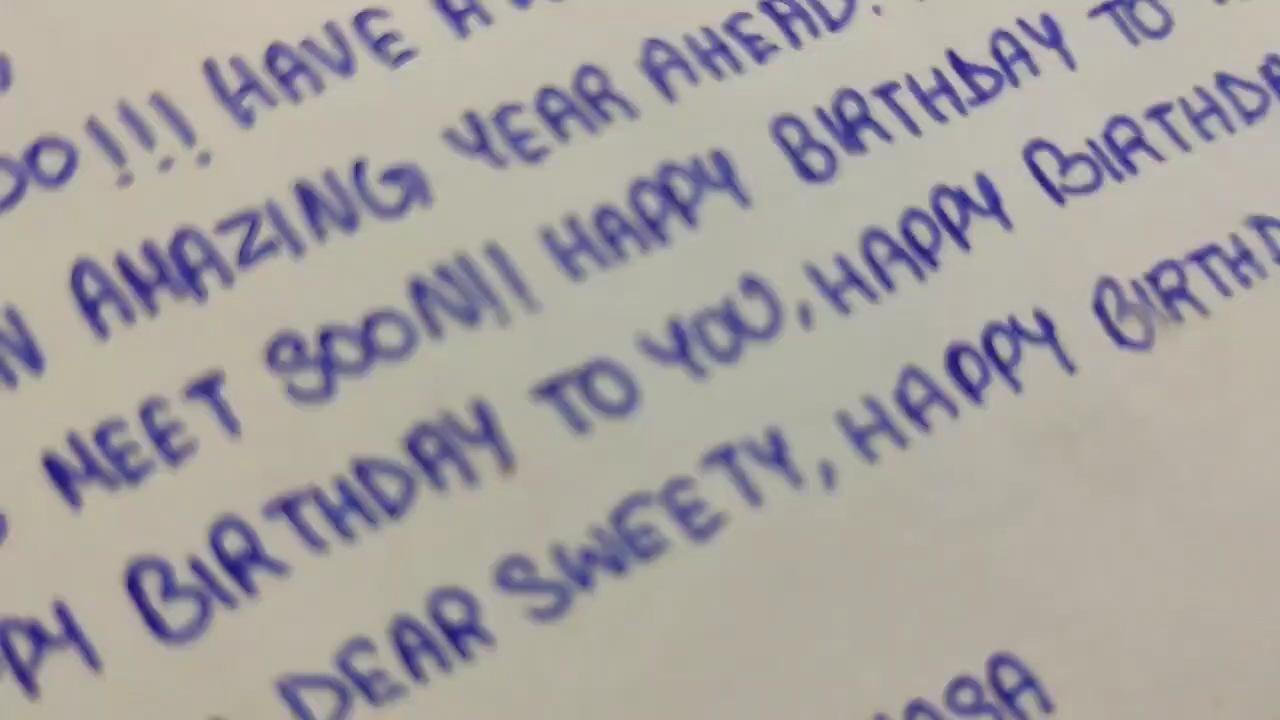 OO!!! HAVE A
AMAZING YEAR AHEAD.
MEET SOON!! HAPPY BIRTHDAY TO
PY BIRTHDAY TO YOU, HAPPY BIRTHDA
DEAR SWEETY, HAPPY BIRTHD